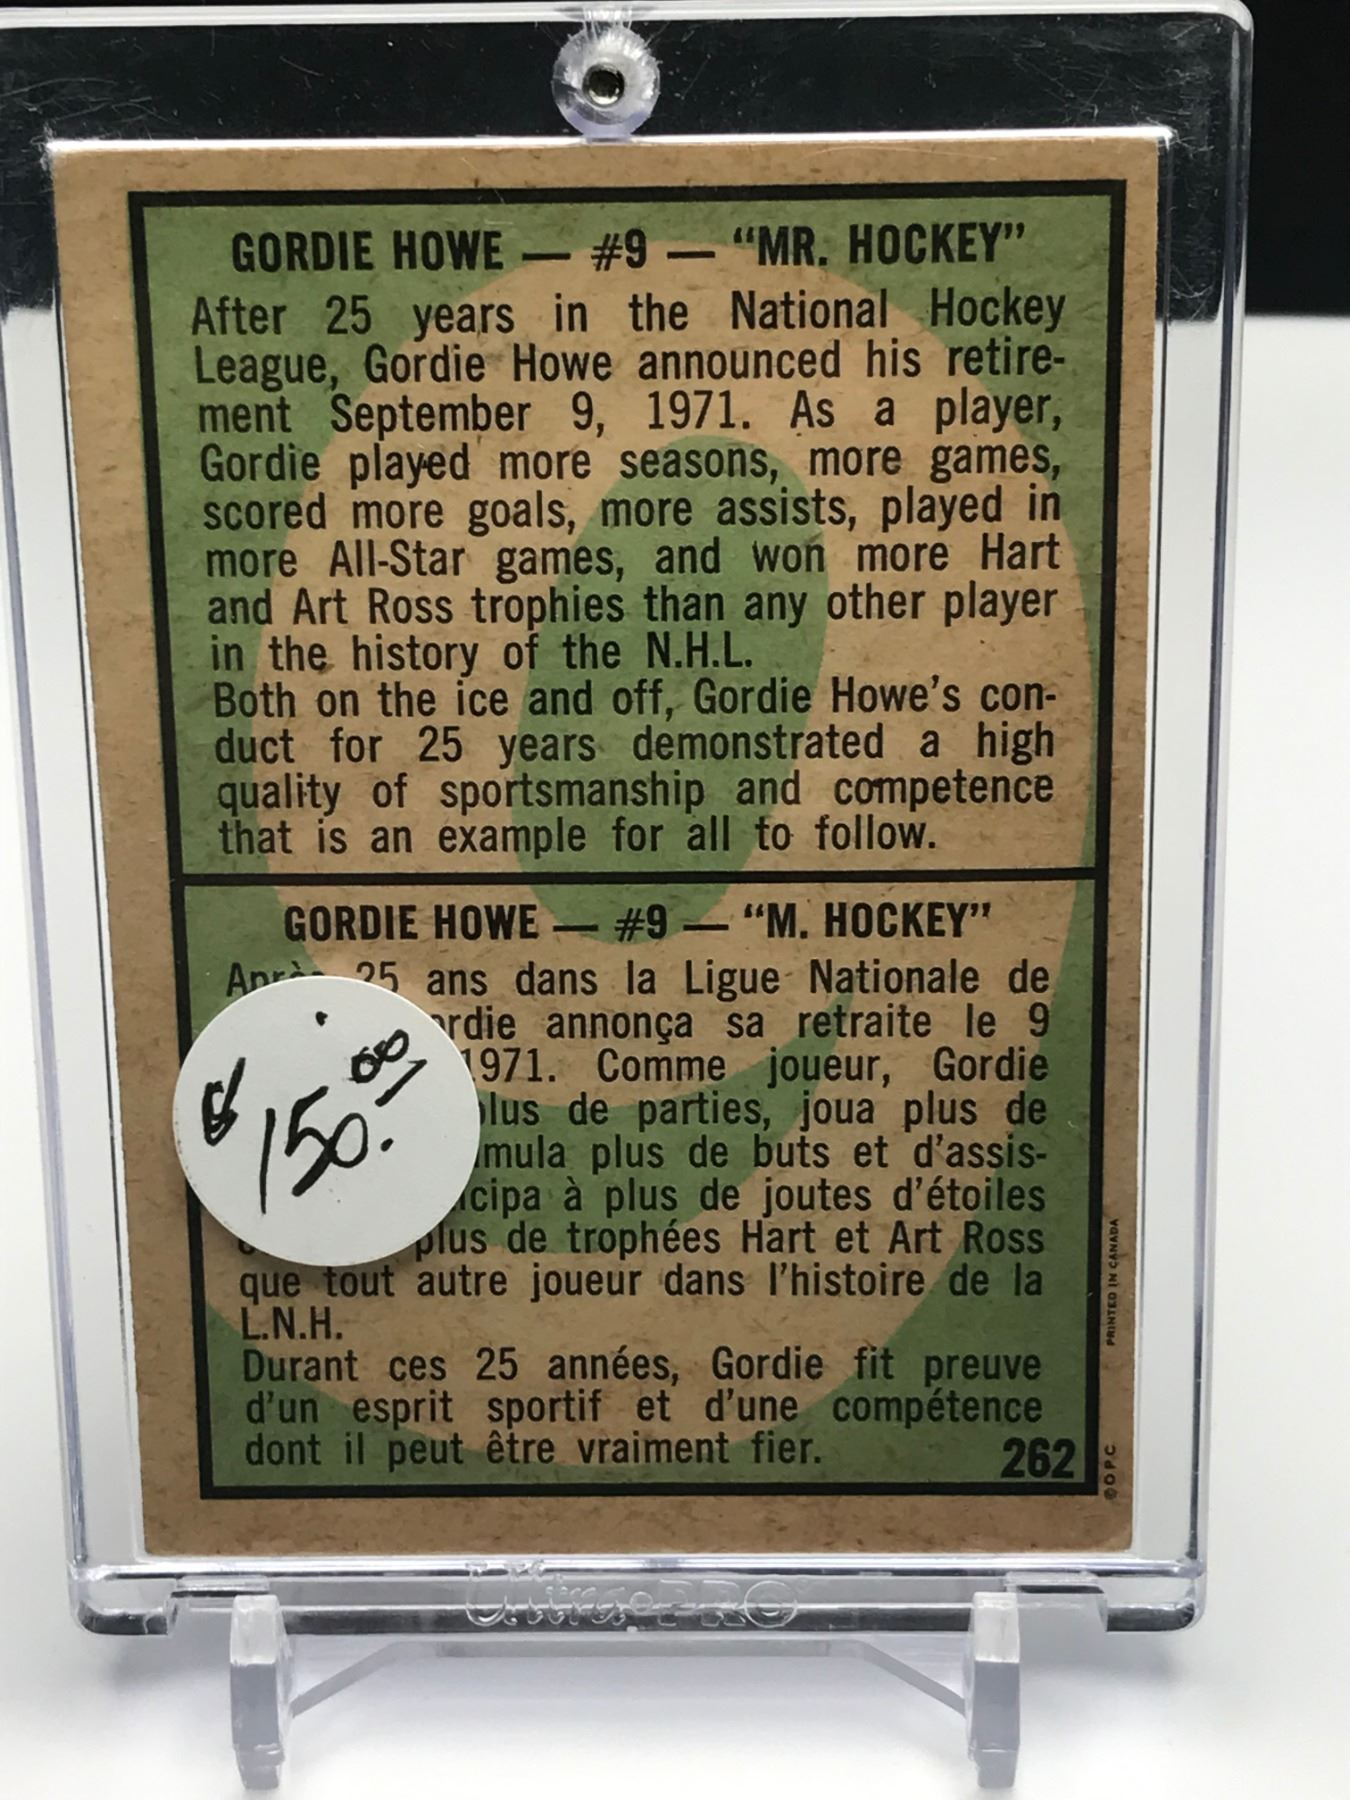 GORDIE HOWE — #9 — “MR. HOCKEY”
After 25 years in the National Hockey
League, Gordie Howe announced his retire-
ment September 9, 1971. As a player,
Gordie played more seasons, more games,
scored more goals, more assists, played in
more All-Star games, and won more Hart
and Art Ross trophies than any other player
in the history of the N.H.L.
Both on the ice and off, Gordie Howe’s con-
duct for 25 years demonstrated a high
quality of sportsmanship and competence
that is an example for all to follow.
GORDIE HOWE — #9 — “M. HOCKEY”
25 ans dans la Ligue Nationale de
annonça sa retraite le 9
1971. Comme joueur, Gordie
de parties, joua plus de
plus de buts et d’assis-
à plus de joutes d’étoiles
plus de trophées Hart et Art Ross
que tout autre joueur dans l’histoire de la
L.N.H.
Durant ces 25 années, Gordie fit preuve
d’un esprit sportif et d’une compétence
dont il peut être vraiment fier.
262
$150.00
PRINTED IN CANADA
© O.P.C.
Ultra•PRO